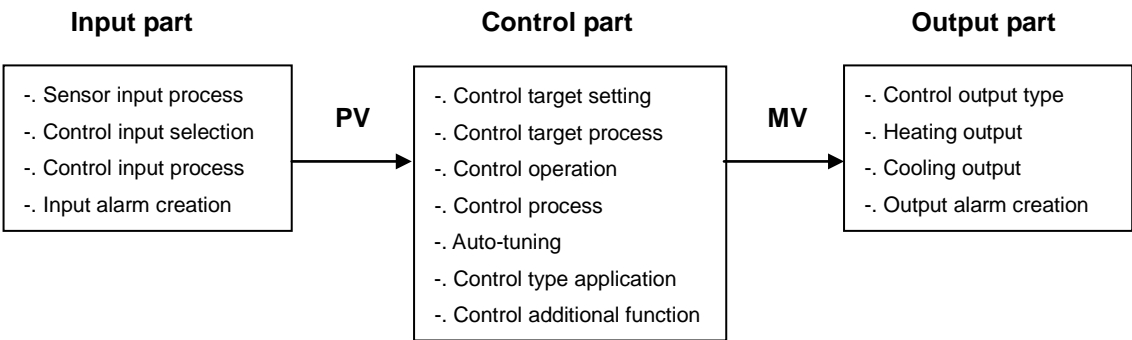 Input part
-. Sensor input process
-. Control input selection
-. Control input process
-. Input alarm creation
PV
Control part
-. Control target setting
-. Control target process
-. Control operation
-. Control process
-. Auto-tuning
-. Control type application
-. Control additional function
MV
Output part
-. Control output type
-. Heating output
-. Cooling output
-. Output alarm creation